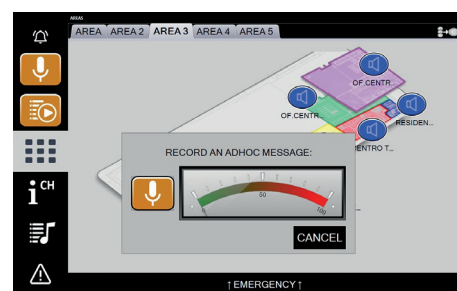 AREAS
AREA AREA 2 AREA 3 AREA 4 AREA 5
OF.CENTR...
OF.CENTR...
RESIDEN...
ENTRO T...
RECORD AN ADHOC MESSAGE:
50
100
CANCEL
i CH
↑ EMERGENCY ↑